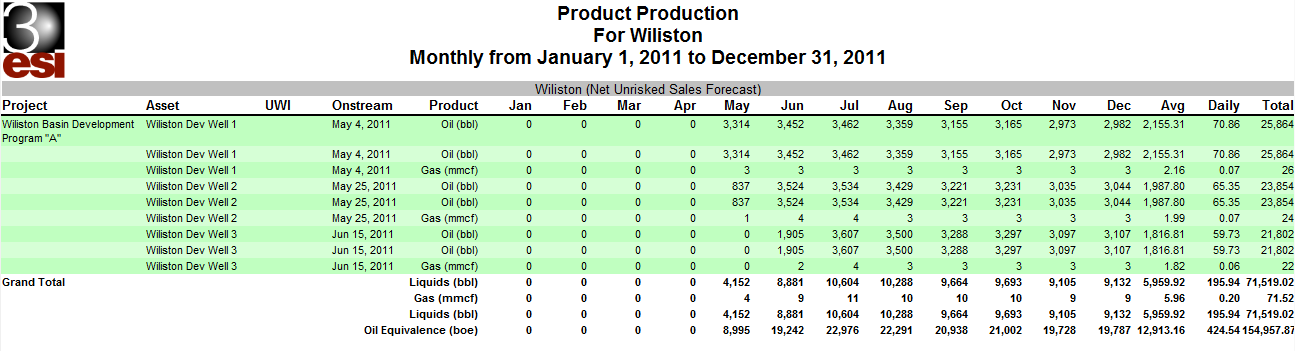 3
esi
Product Production
For Wiliston
Monthly from January 1, 2011 to December 31, 2011
Wiliston (Net Unrisked Sales Forecast)
Project Asset UWI Onstream Product Jan Feb Mar Apr May Jun Jul Aug Sep Oct Nov Dec Avg Daily Total
Wiliston Basin Development Wiliston Dev Well 1 May 4, 2011 Oil (bbl) 0 0 0 0 3,314 3,452 3,462 3,359 3,155 3,165 2,973 2,982 2,155.31 70.86 25,864
Program "A"
Wiliston Dev Well 1 May 4, 2011 Oil (bbl) 0 0 0 0 3,314 3,452 3,462 3,359 3,155 3,165 2,973 2,982 2,155.31 70.86 25,864
Wiliston Dev Well 1 May 4, 2011 Gas (mmcf) 0 0 0 0 3 3 3 3 3 3 3 3 2.16 0.07 26
Wiliston Dev Well 2 May 25, 2011 Oil (bbl) 0 0 0 0 837 3,524 3,534 3,429 3,221 3,231 3,035 3,044 1,987.80 65.35 23,854
Wiliston Dev Well 2 May 25, 2011 Oil (bbl) 0 0 0 0 837 3,524 3,534 3,429 3,221 3,231 3,035 3,044 1,987.80 65.35 23,854
Wiliston Dev Well 2 May 25, 2011 Gas (mmcf) 0 0 0 0 1 4 4 3 3 3 3 3 1.99 0.07 24
Wiliston Dev Well 3 Jun 15, 2011 Oil (bbl) 0 0 0 0 0 1,905 3,607 3,500 3,288 3,297 3,097 3,107 1,816.81 59.73 21,802
Wiliston Dev Well 3 Jun 15, 2011 Oil (bbl) 0 0 0 0 0 1,905 3,607 3,500 3,288 3,297 3,097 3,107 1,816.81 59.73 21,802
Wiliston Dev Well 3 Jun 15, 2011 Gas (mmcf) 0 0 0 0 0 2 4 3 3 3 3 3 1.82 0.06 22
Grand Total Liquids (bbl) 0 0 0 0 4,152 8,881 10,604 10,288 9,664 9,693 9,105 9,132 5,959.92 195.94 71,519.02
Gas (mmcf) 0 0 0 0 4 9 11 10 10 10 9 9 5.96 0.20 71.52
Liquids (bbl) 0 0 0 0 4,152 8,881 10,604 10,288 9,664 9,693 9,105 9,132 5,959.92 195.94 71,519.02
Oil Equivalence (boe) 0 0 0 0 8,995 19,242 22,976 22,291 20,938 21,002 19,728 19,787 12,913.16 424.54 154,957.87